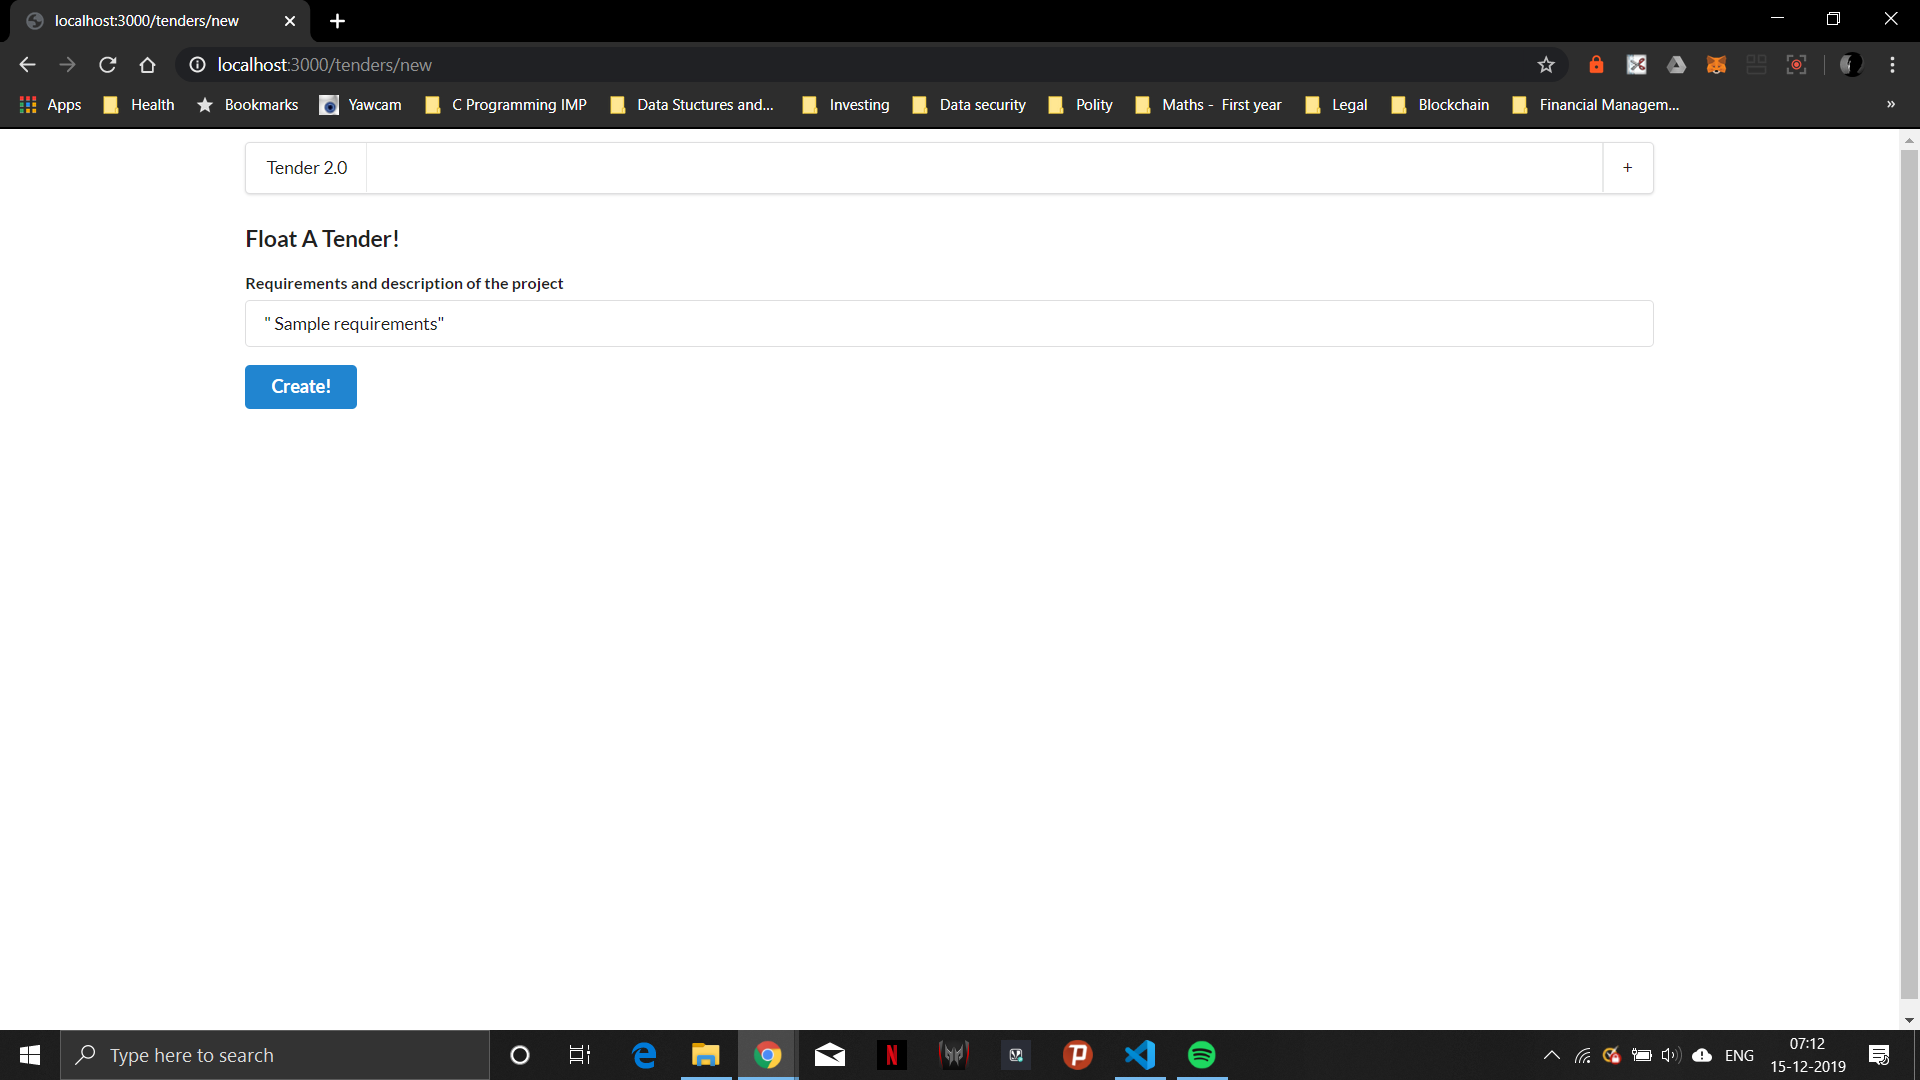 localhost:3000/tenders/new
localhost:3000/tenders/new
Apps Health Bookmarks Yawcam C Programming IMP Data Stuctures and... Investing Data security Polity Maths - First year Legal Blockchain Financial Managem... »
Tender 2.0 +
Float A Tender!
Requirements and description of the project
" Sample requirements"
Create!
Type here to search
ENG
07:12
15-12-2019